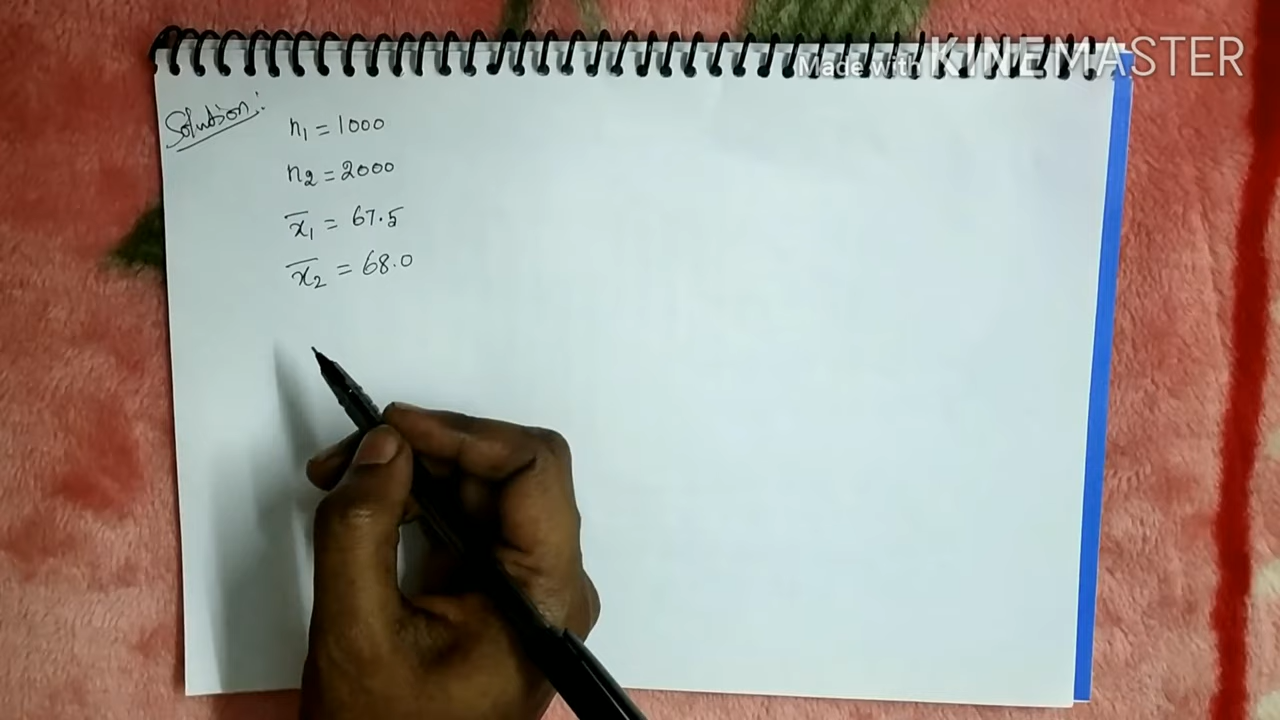 Made with KINEMASTER
Solution:
n₁ = 1000
n₂ = 2000
x̄₁ = 67.5
x̄₂ = 68.0